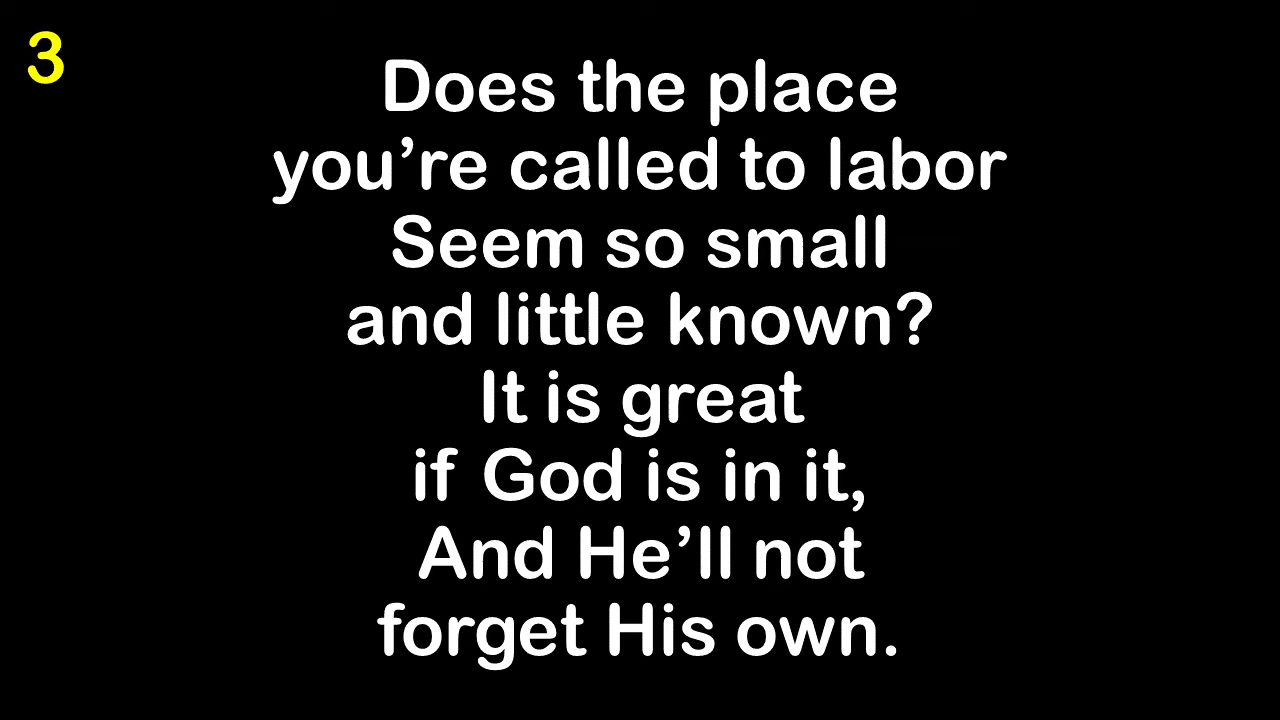 3
Does the place
you’re called to labor
Seem so small
and little known?
It is great
if God is in it,
And He’ll not
forget His own.